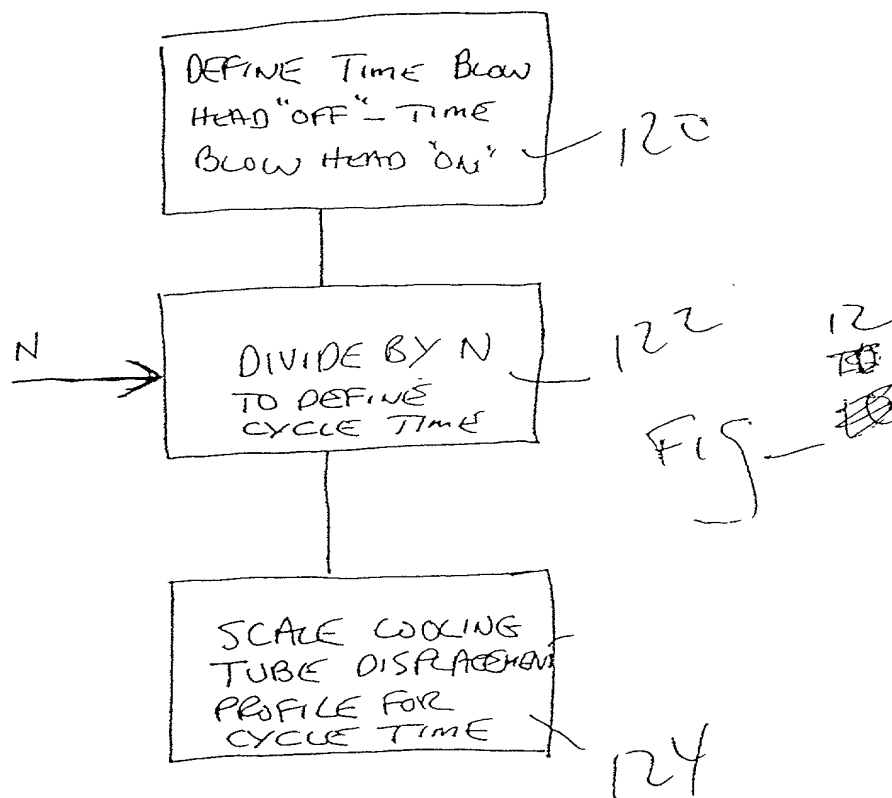 DEFINE TIME BLOW
HEAD "OFF" - TIME
BLOW HEAD "ON"
120
N
DIVIDE BY N
TO DEFINE
CYCLE TIME
122
12
Fig_
SCALE COOLING
TUBE DISPLACEMENT
PROFILE FOR
CYCLE TIME
124